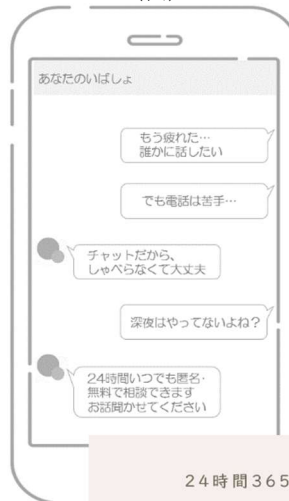 あなたのいばしょ
もう疲れた…
誰かに話したい
でも電話は苦手…
チャットだから、
しゃべらなくて大丈夫
深夜はやってないよね？
24時間いつでも匿名・
無料で相談できます
お話聞かせてください
24時間365